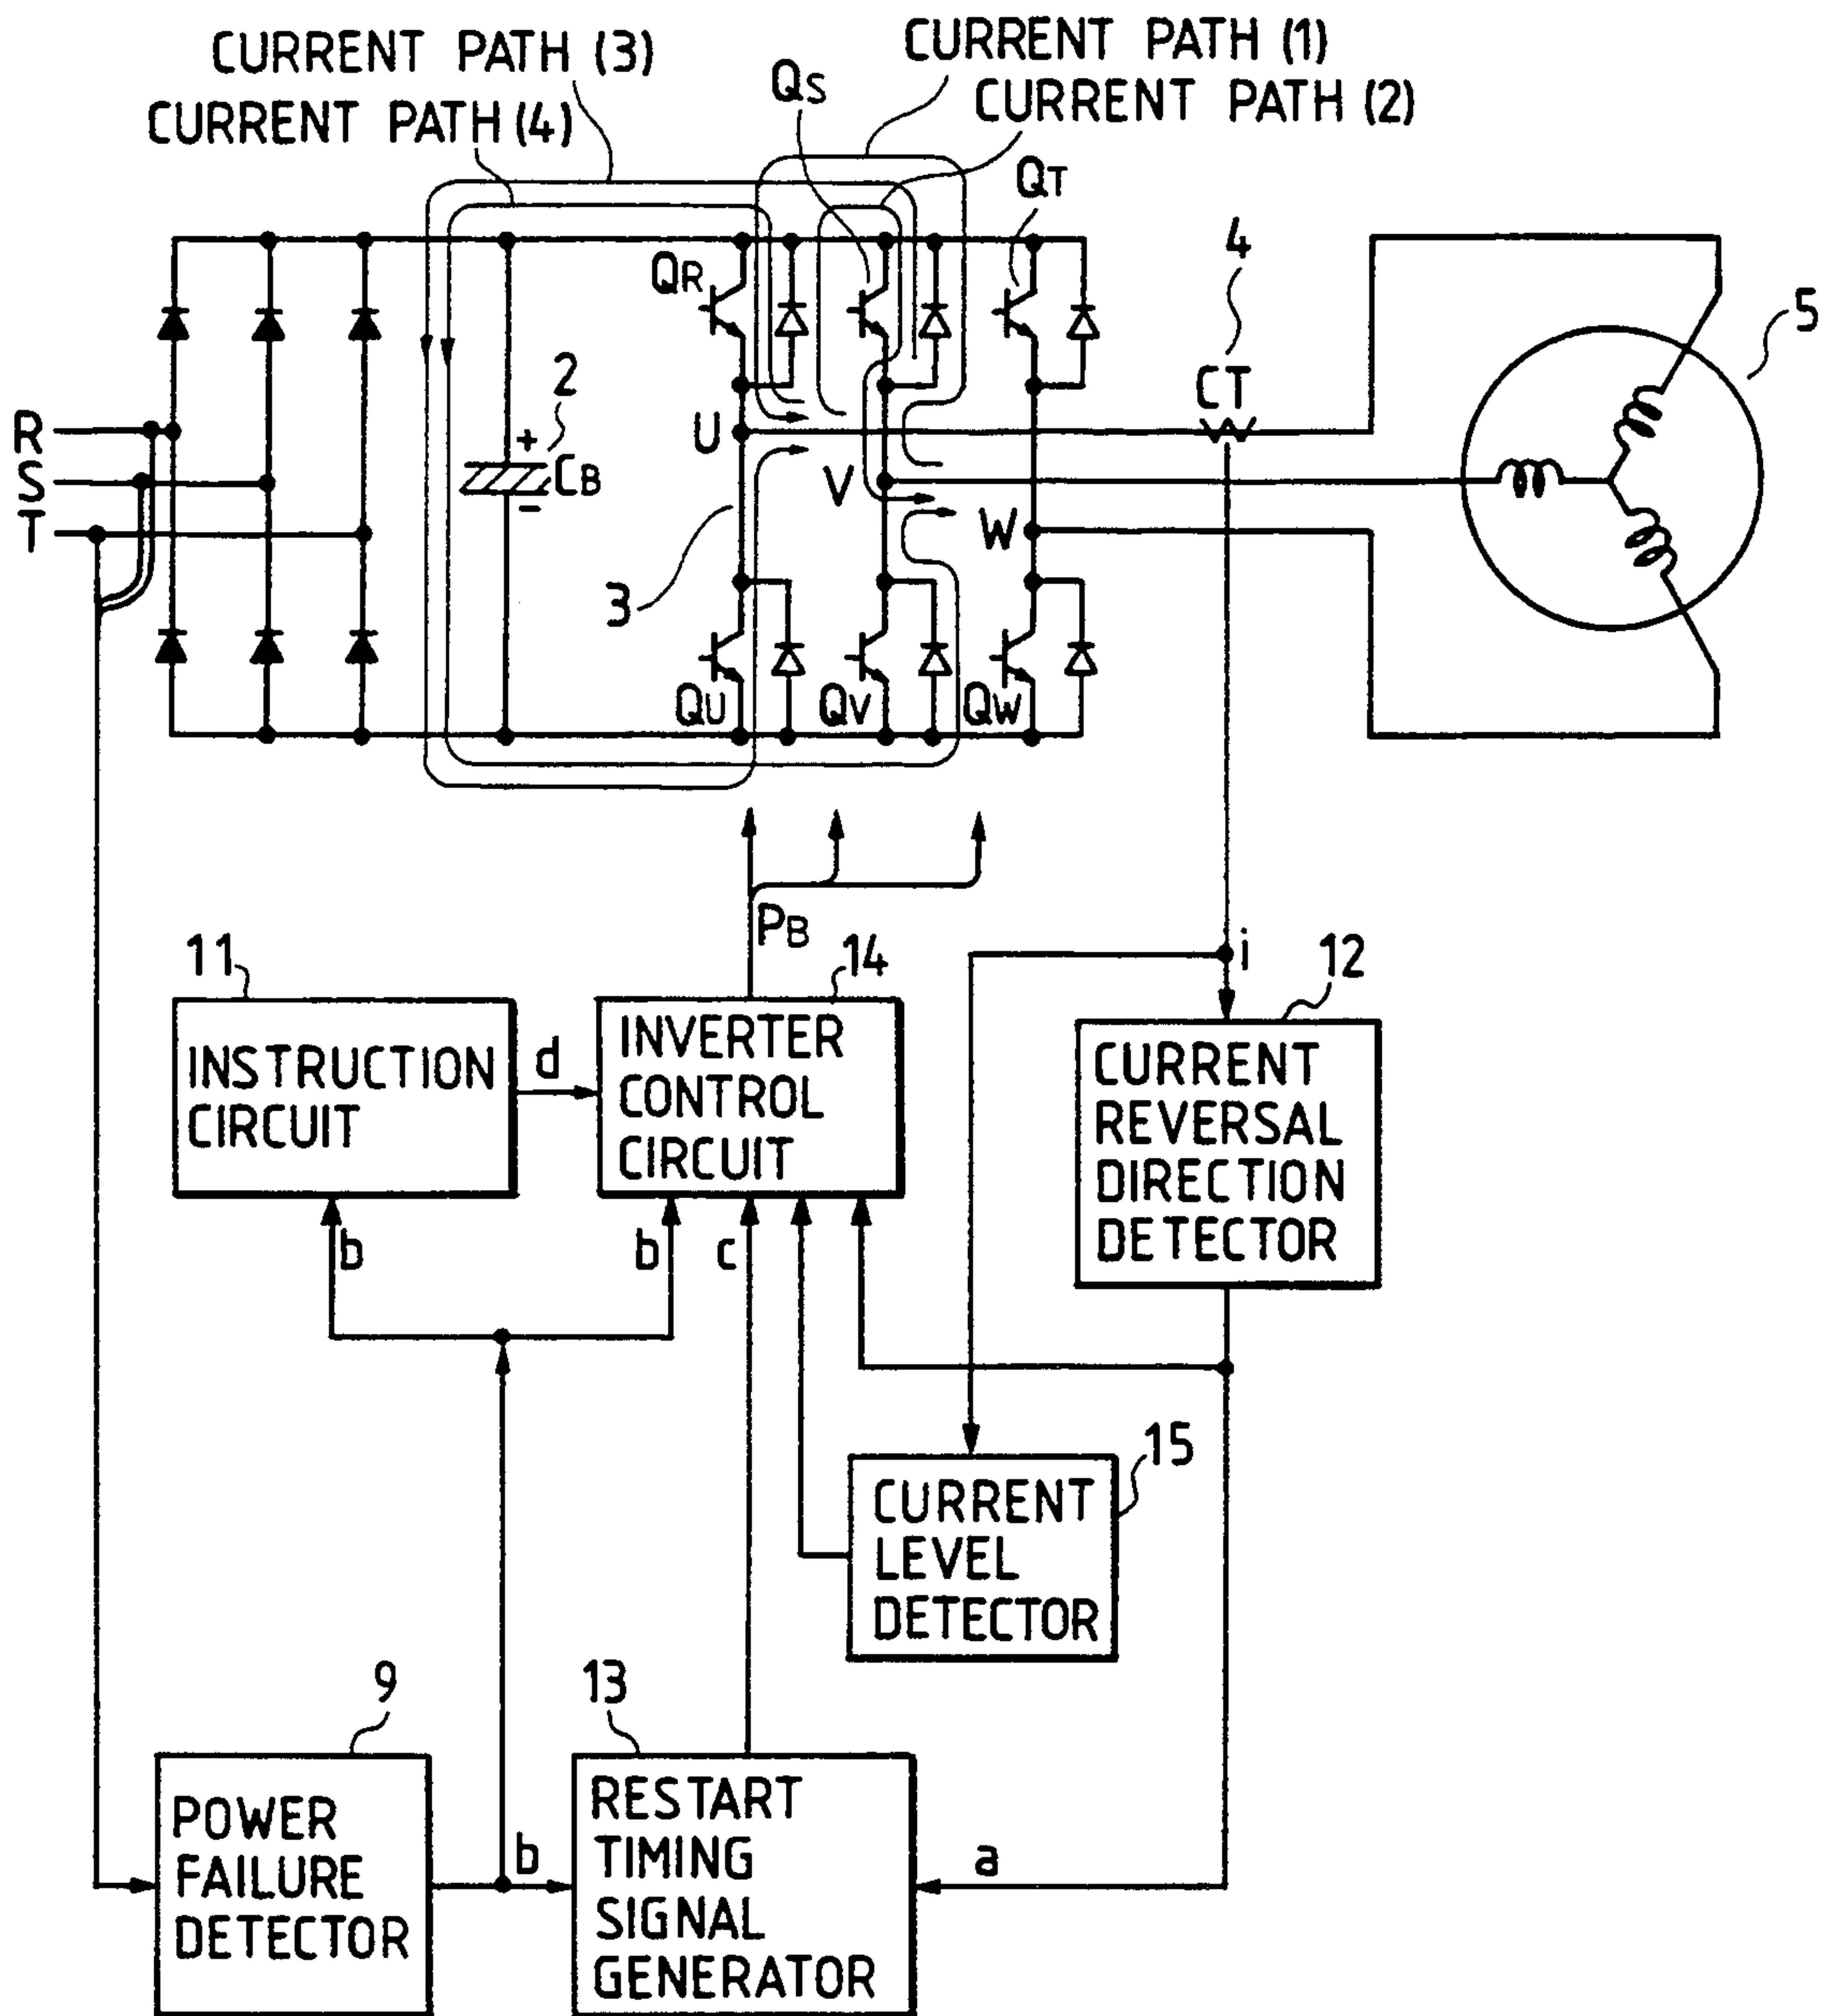 CURRENT PATH (1)
CURRENT PATH (3)
QS
CURRENT PATH (2)
CURRENT PATH (4)
QT
4
QR
5
2
CT
R
U
+
CB
S
V
-
T
W
3
QU
QV
QW
PB
11
14
i
12
INSTRUCTION
CIRCUIT
d
INVERTER
CONTROL
CIRCUIT
CURRENT
REVERSAL
DIRECTION
DETECTOR
b
b
c
15
CURRENT
LEVEL
DETECTOR
9
13
POWER
FAILURE
DETECTOR
b
RESTART
TIMING
SIGNAL
GENERATOR
a